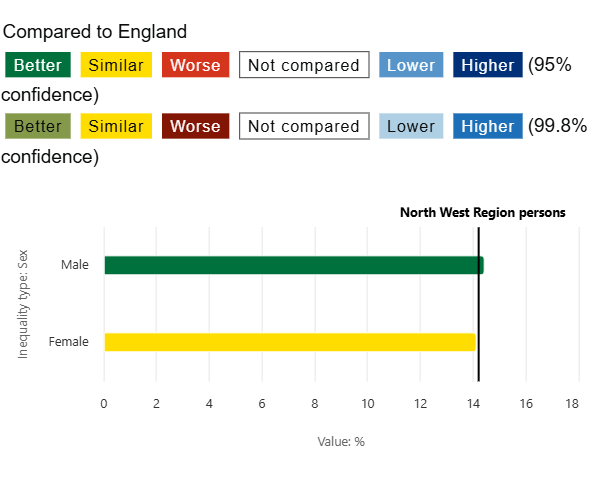 Compared to England
Better Similar Worse Not compared Lower Higher (95%
confidence)
Better Similar Worse Not compared Lower Higher (99.8%
confidence)
North West Region persons
Inequality type: Sex
Male
Female
0 2 4 6 8 10 12 14 16 18
Value: %